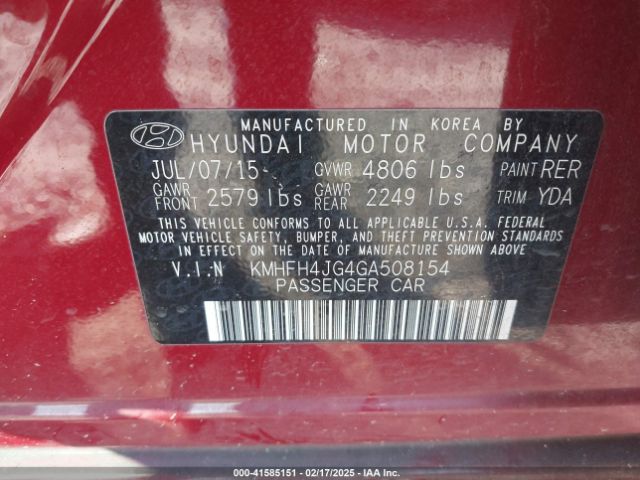 MANUFACTURED IN KOREA BY
HYUNDAI MOTOR COMPANY
JUL/07/15 GVWR 4806 lbs PAINT RER
GAWR FRONT 2579 lbs GAWR REAR 2249 lbs TRIM YDA
THIS VEHICLE CONFORMS TO ALL APPLICABLE U.S.A. FEDERAL
MOTOR VEHICLE SAFETY, BUMPER, AND THEFT PREVENTION STANDARDS
IN EFFECT ON THE DATE OF MANUFACTURE SHOWN ABOVE.
V.I.N KMHFH4JG4GA508154
PASSENGER CAR
000-41585151 — 02/17/2025 — IAA Inc.